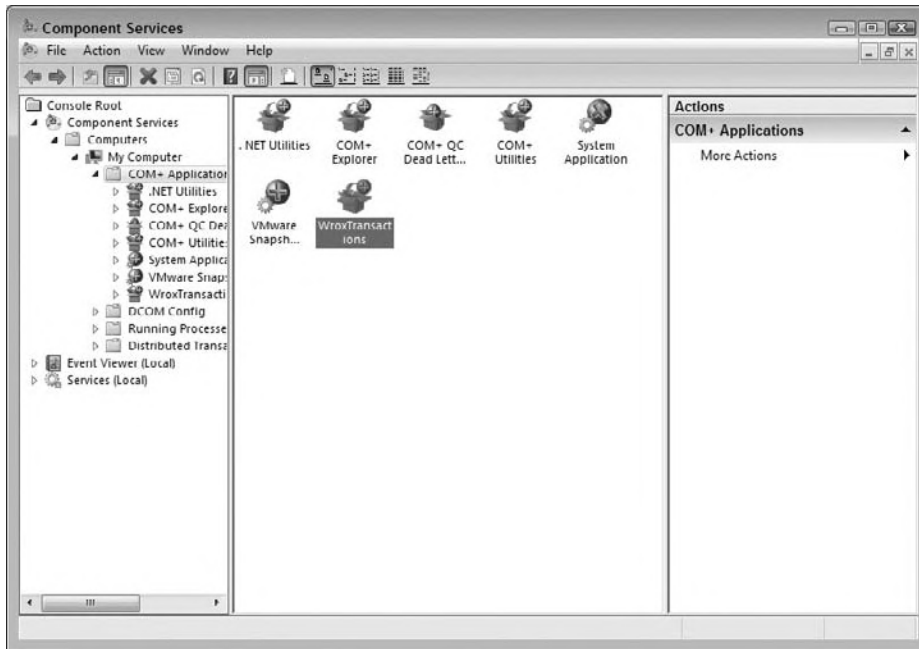 Component Services
File Action View Window Help
Console Root
Component Services
Computers
My Computer
COM+ Application
.NET Utilities
COM+ Explore
COM+ QC Dea
COM+ Utilities
System Applica
VMware Snaps
WroxTransacti
DCOM Config
Running Processe
Distributed Transa
Event Viewer (Local)
Services (Local)
.NET Utilities
COM+
Explorer
COM+ QC
Dead Lett...
COM+
Utilities
System
Application
VMware
Snapsh...
WroxTransact
ions
Actions
COM+ Applications
More Actions